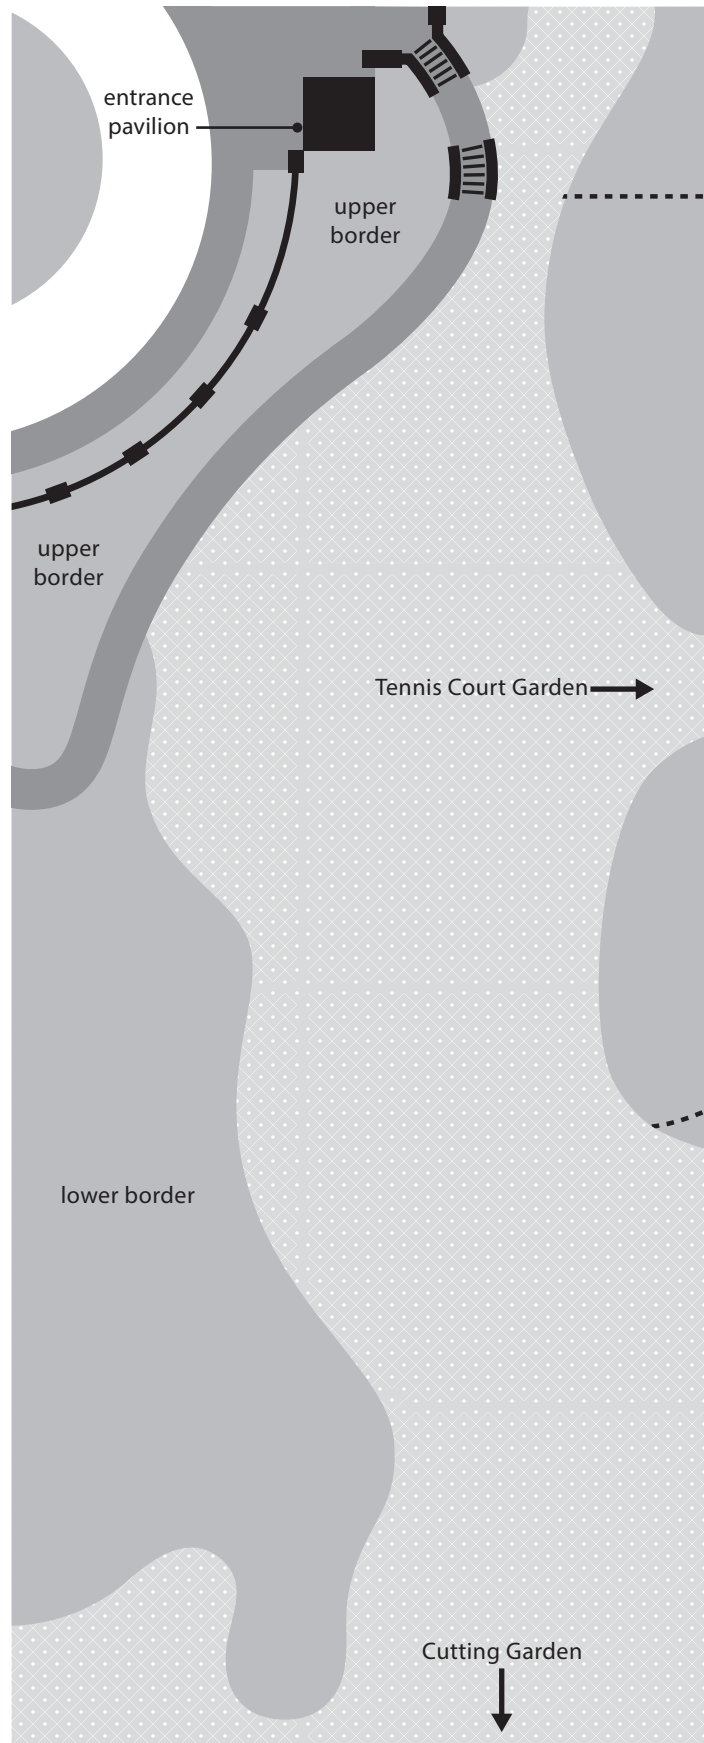 entrance
pavilion
upper
border
upper
border
Tennis Court Garden
lower border
Cutting Garden